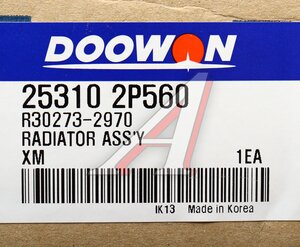 DOOWON
25310 2P560
R30273-2970
RADIATOR ASS'Y
XM 1EA
IK13 Made in Korea